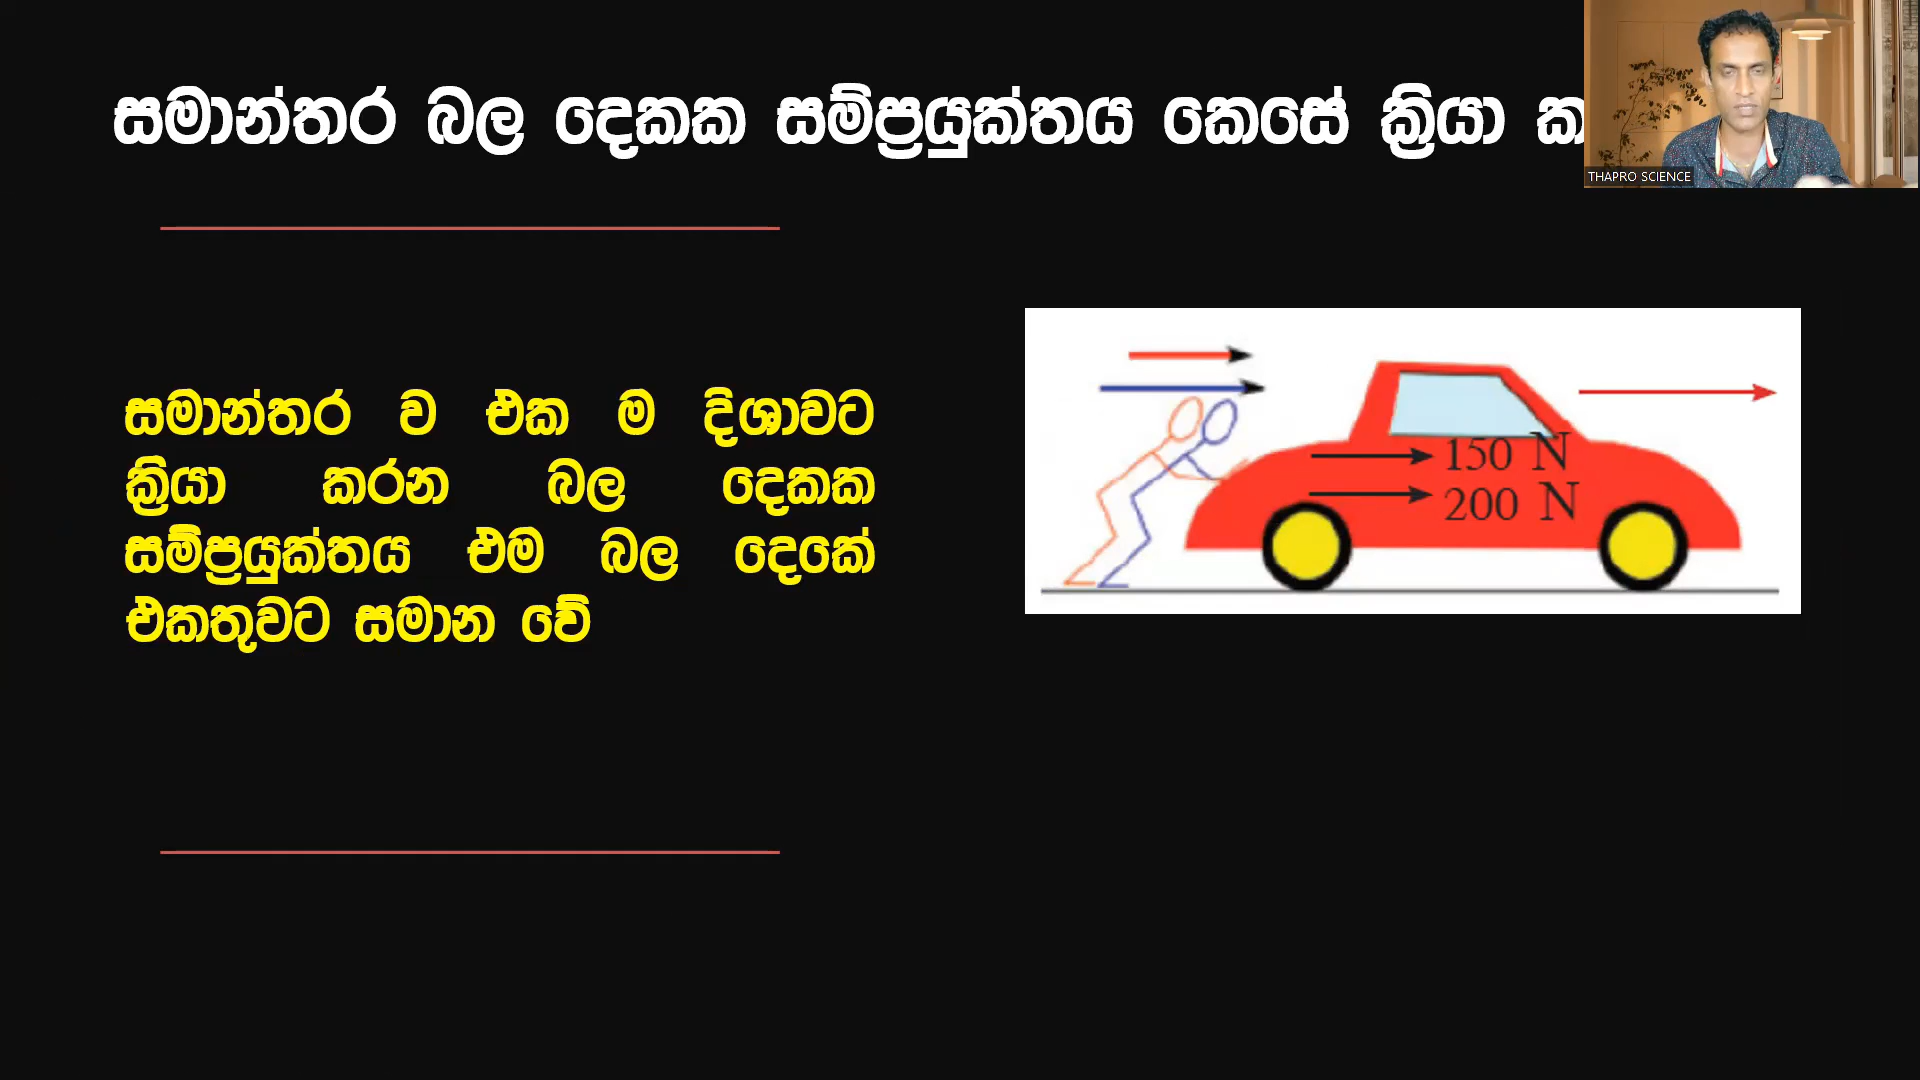 සමාන්තර බල දෙකක සම්ප්‍රයුක්තය කෙසේ ක්‍රියා ක
THAPRO SCIENCE
සමාන්තර ව එක ම දිශාවට
ක්‍රියා කරන බල දෙකක
සම්ප්‍රයුක්තය එම බල දෙකේ
එකතුවට සමාන වේ
150 N
200 N